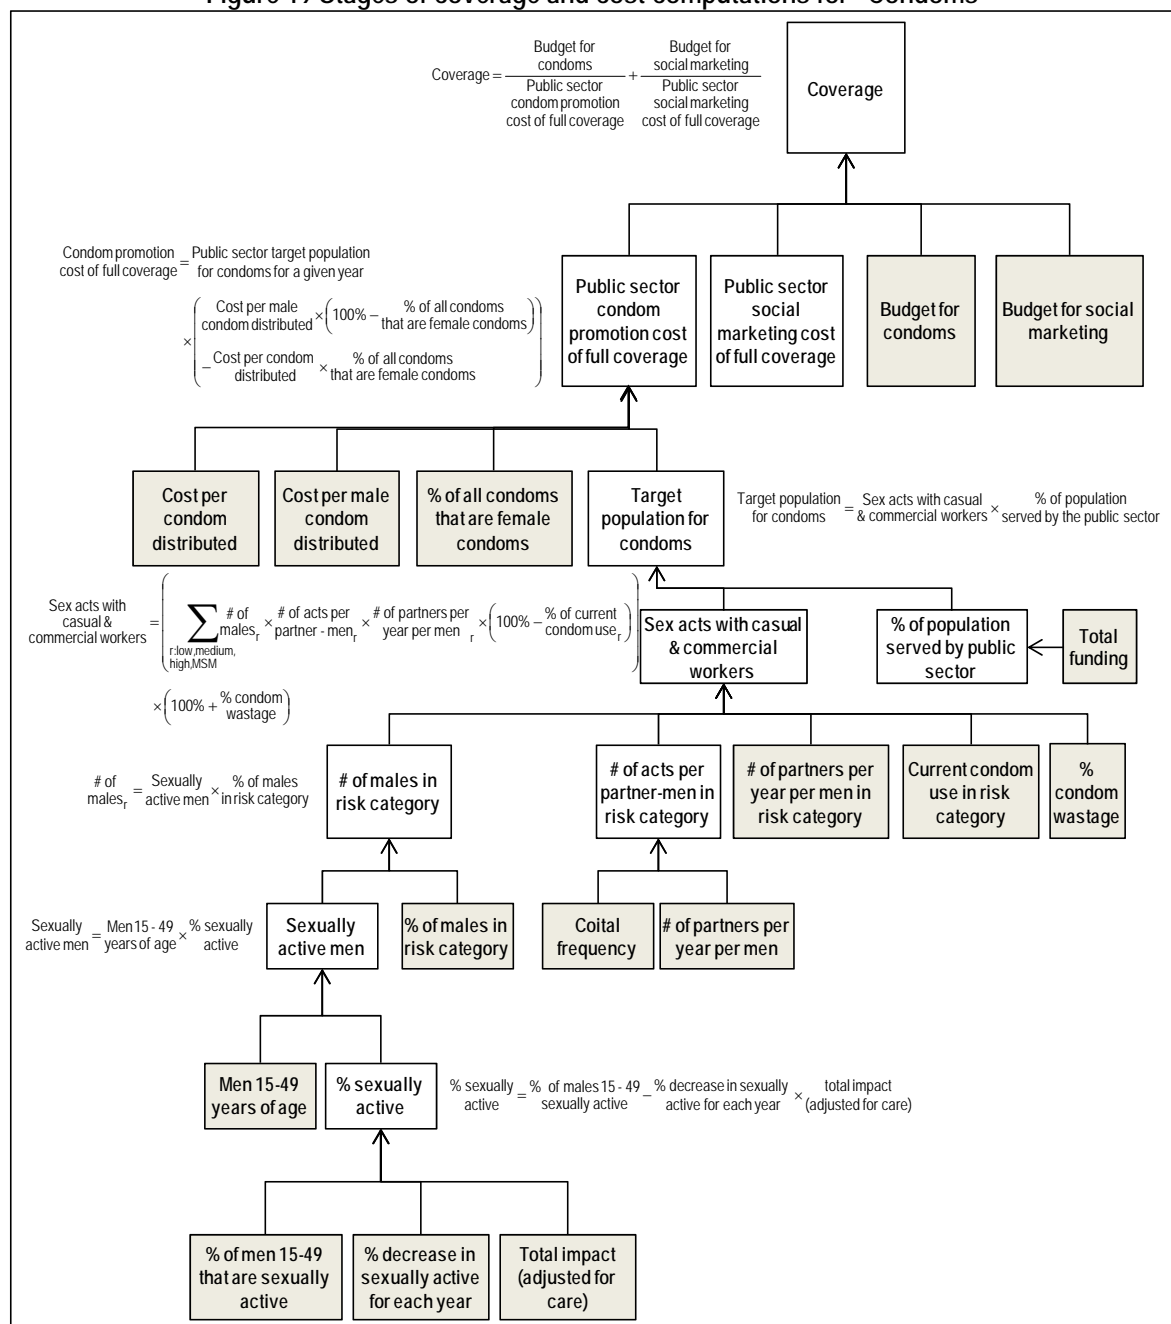 Coverage = Budget for condoms / Public sector condom promotion cost of full coverage + Budget for social marketing / Public sector social marketing cost of full coverage
Coverage
Condom promotion cost of full coverage = Public sector target population for condoms for a given year
× ( Cost per male condom distributed × ( 100% − % of all condoms that are female condoms )
− Cost per condom distributed × % of all condoms that are female condoms )
Public sector
condom
promotion cost
of full coverage
Public sector
social
marketing cost
of full coverage
Budget for
condoms
Budget for social
marketing
Cost per
condom
distributed
Cost per male
condom
distributed
% of all condoms
that are female
condoms
Target
population for
condoms
Target population for condoms = Sex acts with casual & commercial workers × % of population served by the public sector
Sex acts with casual & commercial workers = ( ∑ r:low,medium, high,MSM # of males r × # of acts per partner - men r × # of partners per year per men r × ( 100% − % of current condom use r ) )
× ( 100% + % condom wastage )
Sex acts with casual
& commercial
workers
% of population
served by public
sector
Total
funding
# of males r = Sexually active men × % of males in risk category
# of males in
risk category
# of acts per
partner-men in
risk category
# of partners per
year per men in
risk category
Current condom
use in risk
category
%
condom
wastage
Sexually active men = Men 15 - 49 years of age × % sexually active
Sexually
active men
% of males in
risk category
Coital
frequency
# of partners per
year per men
Men 15-49
years of age
% sexually
active
% sexually active = % of males 15 - 49 sexually active − % decrease in sexually active for each year × total impact (adjusted for care)
% of men 15-49
that are sexually
active
% decrease in
sexually active
for each year
Total impact
(adjusted for
care)